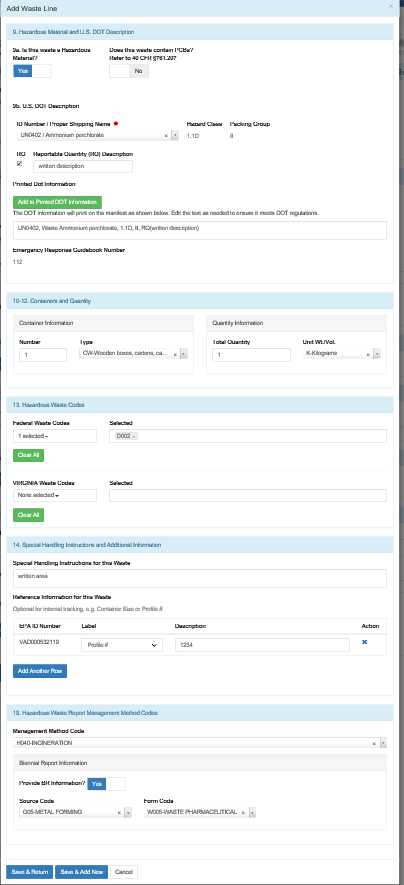 Add Waste Line
×
9. Hazardous Material and U.S. DOT Description
9a. Is this waste a Hazardous Material?
Yes
Does this waste contain PCBs? Refer to 40 CFR §761.207
No
9b. U.S. DOT Description
ID Number / Proper Shipping Name
UN0402 / Ammonium perchlorate
Hazard Class
1.1D
Packing Group
II
RQ
Reportable Quantity (RQ) Description
written description
Printed Dot Information
Add to Printed DOT Information
The DOT information will print on the manifest as shown below. Edit the text as needed to ensure it meets DOT regulations.
UN0402, Waste Ammonium perchlorate, 1.1D, II, RQ(written description)
Emergency Response Guidebook Number
112
10-12. Containers and Quantity
Container Information
Number
1
Type
CW-Wooden boxes, cartons, ca...
Quantity Information
Total Quantity
1
Unit Wt./Vol.
K-Kilograms
13. Hazardous Waste Codes
Federal Waste Codes
1 selected
Selected
D002
Clear All
VIRGINIA Waste Codes
None selected
Selected
Clear All
14. Special Handling Instructions and Additional Information
Special Handling Instructions for this Waste
written area
Reference Information for this Waste
Optional for internal tracking. e.g. Container Size or Profile #
EPA ID Number Label Description Action
VAD000532119 Profile # 1234
Add Another Row
19. Hazardous Waste Report Management Method Codes
Management Method Code
H040-INCINERATION
Biennial Report Information
Provide BR Information?
Yes
Source Code
G05-METAL FORMING
Form Code
W005-WASTE PHARMACEUTICAL
Save & Return Save & Add New Cancel